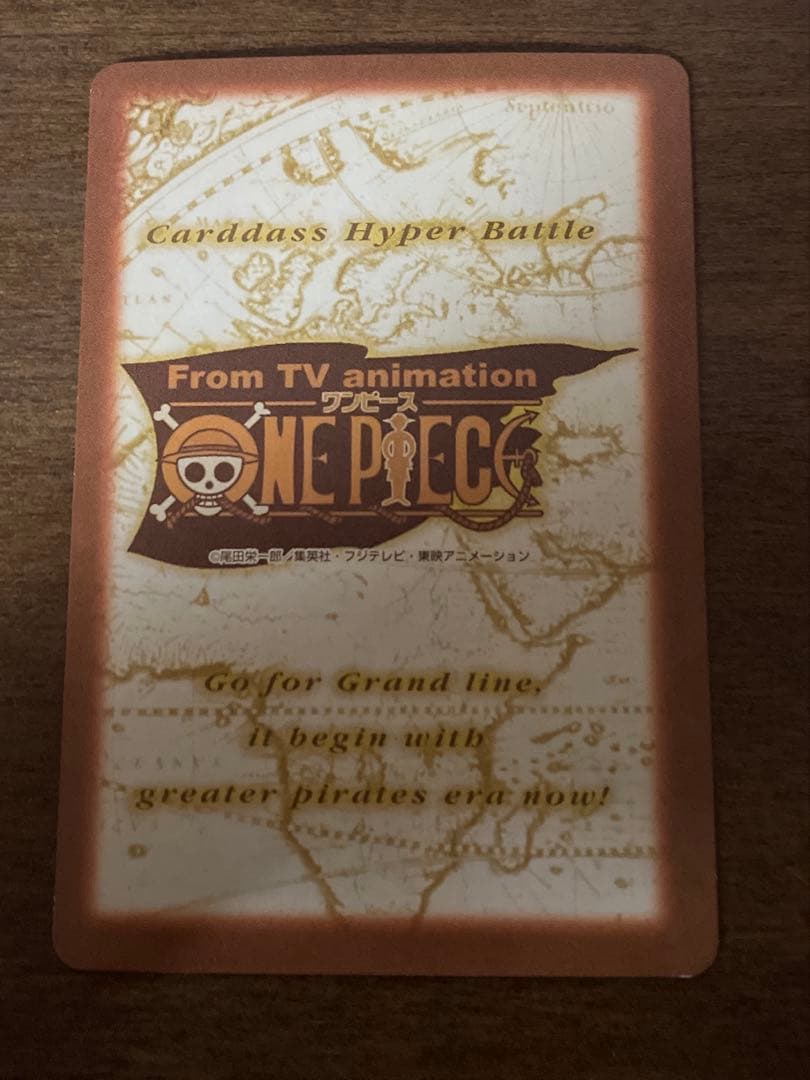 Septentrio
Carddass Hyper Battle
From TV animation
ワンピース
ONE PIECE
©尾田栄一郎/集英社・フジテレビ・東映アニメーション
Go for Grand line,
it begin with
greater pirates era now!